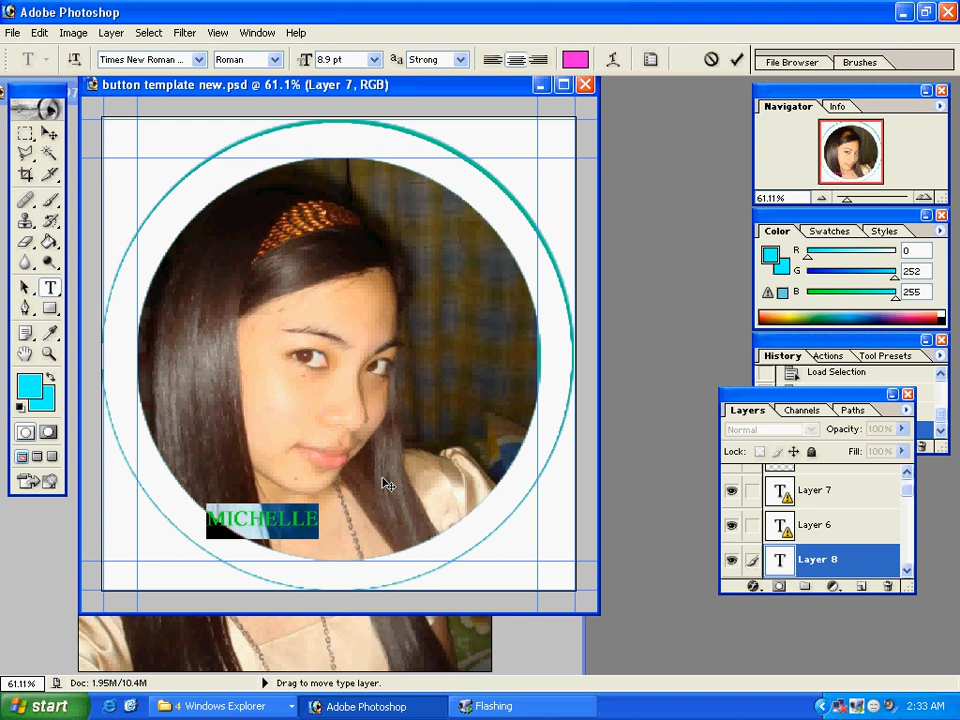 Adobe Photoshop
File Edit Image Layer Select Filter View Window Help
T T Times New Roman ... Roman T 8.9 pt aa Strong File Browser Brushes
button template new.psd @ 61.1% (Layer 7, RGB)
Navigator Info
61.11%
Color Swatches Styles
R 0
G 252
B 255
History Actions Tool Presets
Load Selection
Layers Channels Paths
Normal Opacity: 100%
Lock: Fill: 100%
T Layer 7
T Layer 6
T Layer 8
T
MICHELLE
61.11% Doc: 1.95M/10.4M Drag to move type layer.
start 4 Windows Explorer Adobe Photoshop Flashing 2:33 AM